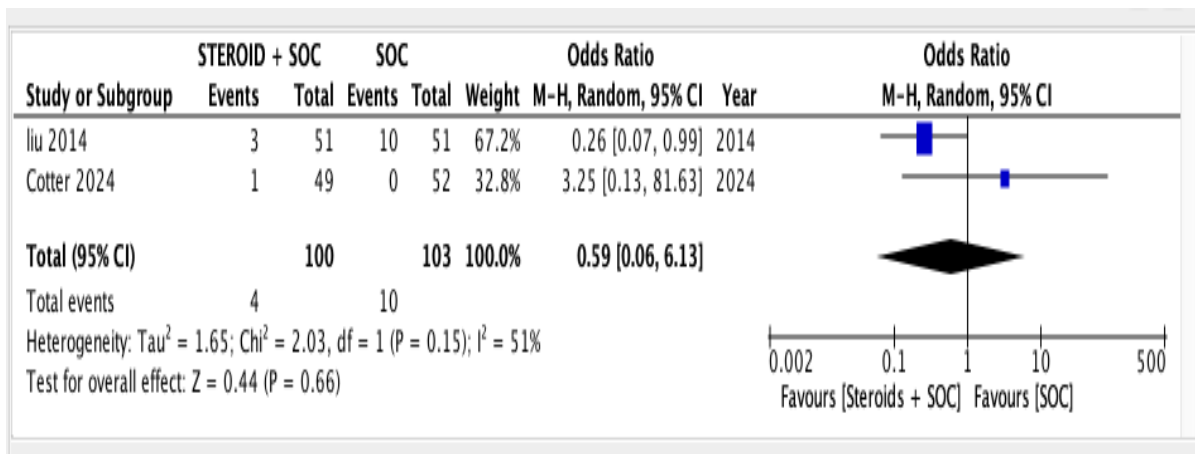 STEROID + SOC SOC Odds Ratio Odds Ratio
Study or Subgroup Events Total Events Total Weight M-H, Random, 95% CI Year M-H, Random, 95% CI
liu 2014 3 51 10 51 67.2% 0.26 [0.07, 0.99] 2014
Cotter 2024 1 49 0 52 32.8% 3.25 [0.13, 81.63] 2024
Total (95% CI) 100 103 100.0% 0.59 [0.06, 6.13]
Total events 4 10
Heterogeneity: Tau² = 1.65; Chi² = 2.03, df = 1 (P = 0.15); I² = 51%
Test for overall effect: Z = 0.44 (P = 0.66)
0.002 0.1 1 10 500
Favours [Steroids + SOC] Favours [SOC]